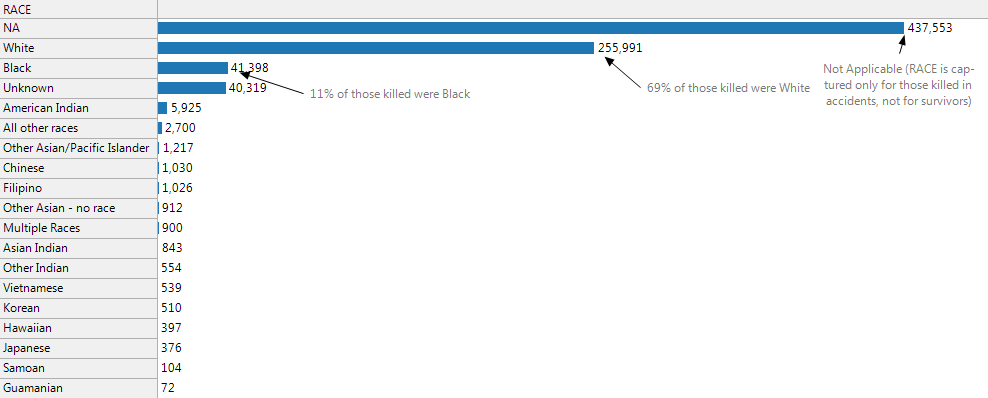 RACE
NA 437,553
White 255,991
Black 41,398
Not Applicable (RACE is cap-
tured only for those killed in
accidents, not for survivors)
69% of those killed were White
11% of those killed were Black
Unknown 40,319
American Indian 5,925
All other races 2,700
Other Asian/Pacific Islander 1,217
Chinese 1,030
Filipino 1,026
Other Asian - no race 912
Multiple Races 900
Asian Indian 843
Other Indian 554
Vietnamese 539
Korean 510
Hawaiian 397
Japanese 376
Samoan 104
Guamanian 72